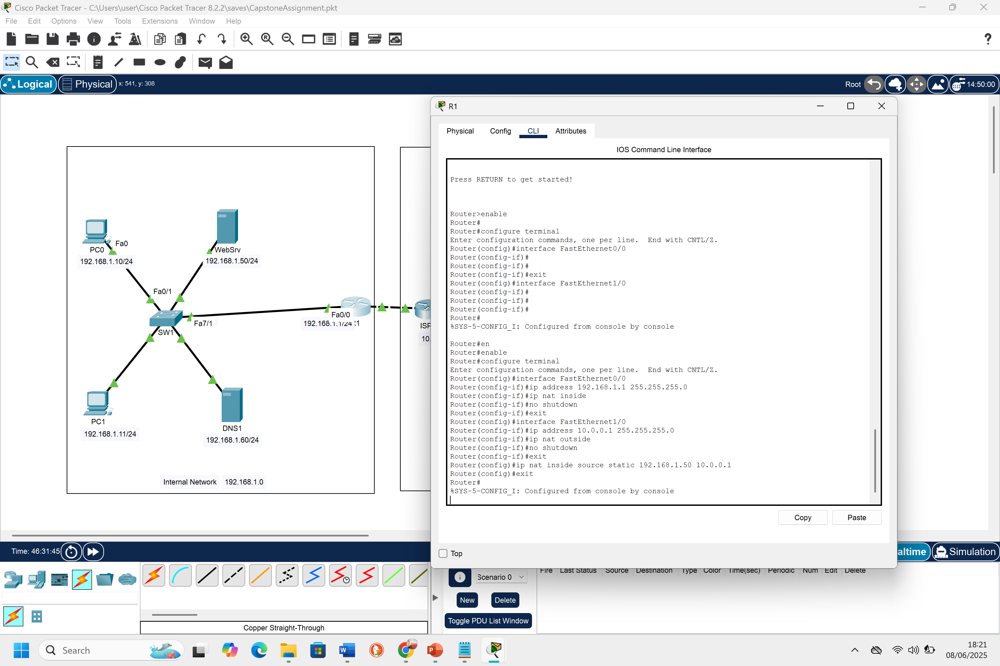 Cisco Packet Tracer - C:\Users\user\Cisco Packet Tracer 8.2.2\saves\CapstoneAssignment.pkt
File Edit Options View Tools Extensions Window Help
Logical Physical x: 541, y: 308 Root 14:50:00
R1
Physical Config CLI Attributes
IOS Command Line Interface
Press RETURN to get started!
Router>enable
Router#
Router#configure terminal
Enter configuration commands, one per line.  End with CNTL/Z.
Router(config)#interface FastEthernet0/0
Router(config-if)#
Router(config-if)#
Router(config-if)#exit
Router(config)#interface FastEthernet1/0
Router(config-if)#
Router(config-if)#
Router(config-if)#
Router#
%SYS-5-CONFIG_I: Configured from console by console
Router#en
Router#enable
Router#configure terminal
Enter configuration commands, one per line.  End with CNTL/Z.
Router(config)#interface FastEthernet0/0
Router(config-if)#ip address 192.168.1.1 255.255.255.0
Router(config-if)#ip nat inside
Router(config-if)#no shutdown
Router(config-if)#exit
Router(config)#interface FastEthernet1/0
Router(config-if)#ip address 10.0.0.1 255.255.255.0
Router(config-if)#ip nat outside
Router(config-if)#no shutdown
Router(config-if)#exit
Router(config)#ip nat inside source static 192.168.1.50 10.0.0.1
Router(config)#exit
Router#
%SYS-5-CONFIG_I: Configured from console by console
Copy Paste
Top
Fa0
PC0
192.168.1.10/24
WebSrv
192.168.1.50/24
Fa0/1
SW1
Fa7/1
Fa0/0
192.168.1.1/24
ISP
10.
PC1
192.168.1.11/24
DNS1
192.168.1.60/24
Internal Network 192.168.1.0
Time: 46:31:45
altime Simulation
Scenario 0
Fire Last Status Source Destination Type Color Time(sec) Periodic Num Edit Delete
New Delete
Toggle PDU List Window
Copper Straight-Through
Search
18:21
08/06/2025